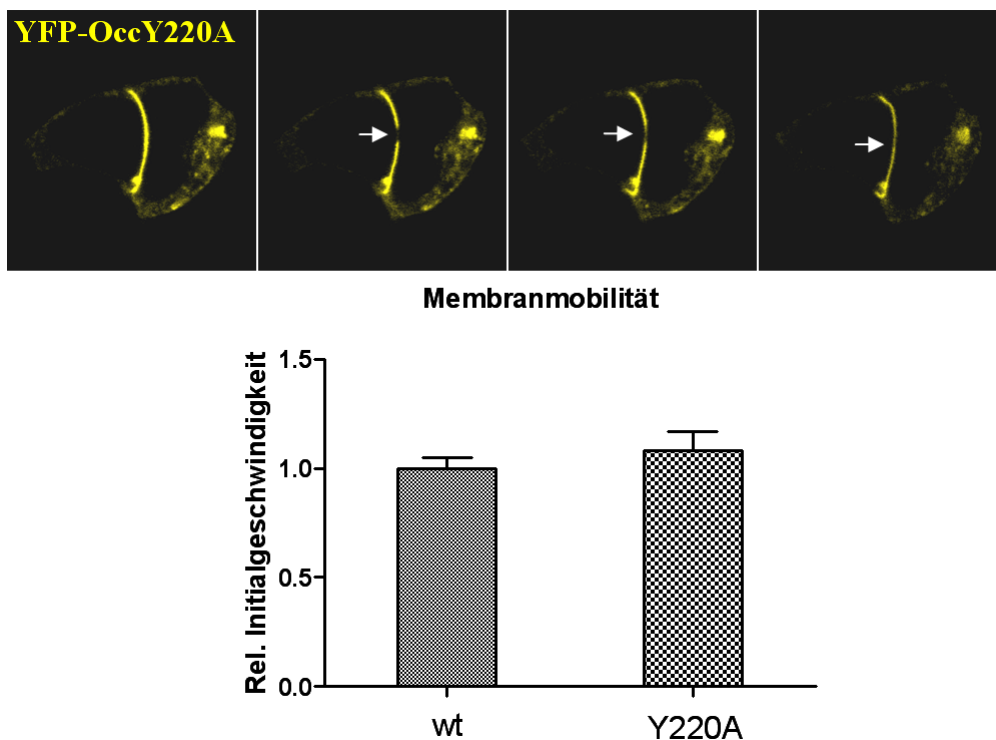 YFP-OccY220A
Membranmobilität
Rel. Initialgeschwindigkeit
1.5
1.0
0.5
0.0
wt
Y220A